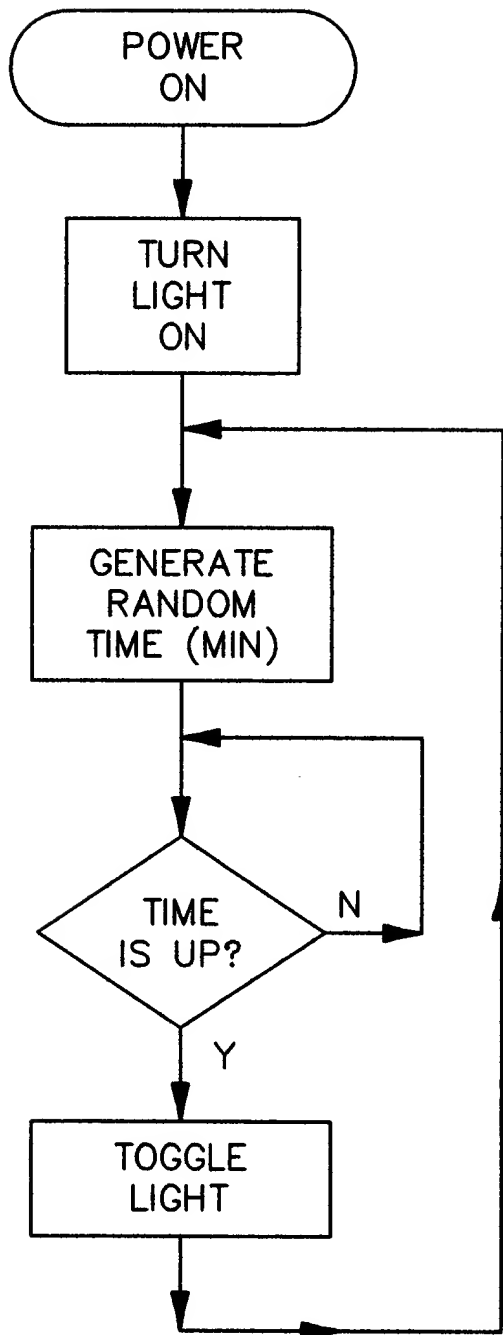 POWER
ON
TURN
LIGHT
ON
GENERATE
RANDOM
TIME (MIN)
TIME
IS UP?
N
Y
TOGGLE
LIGHT